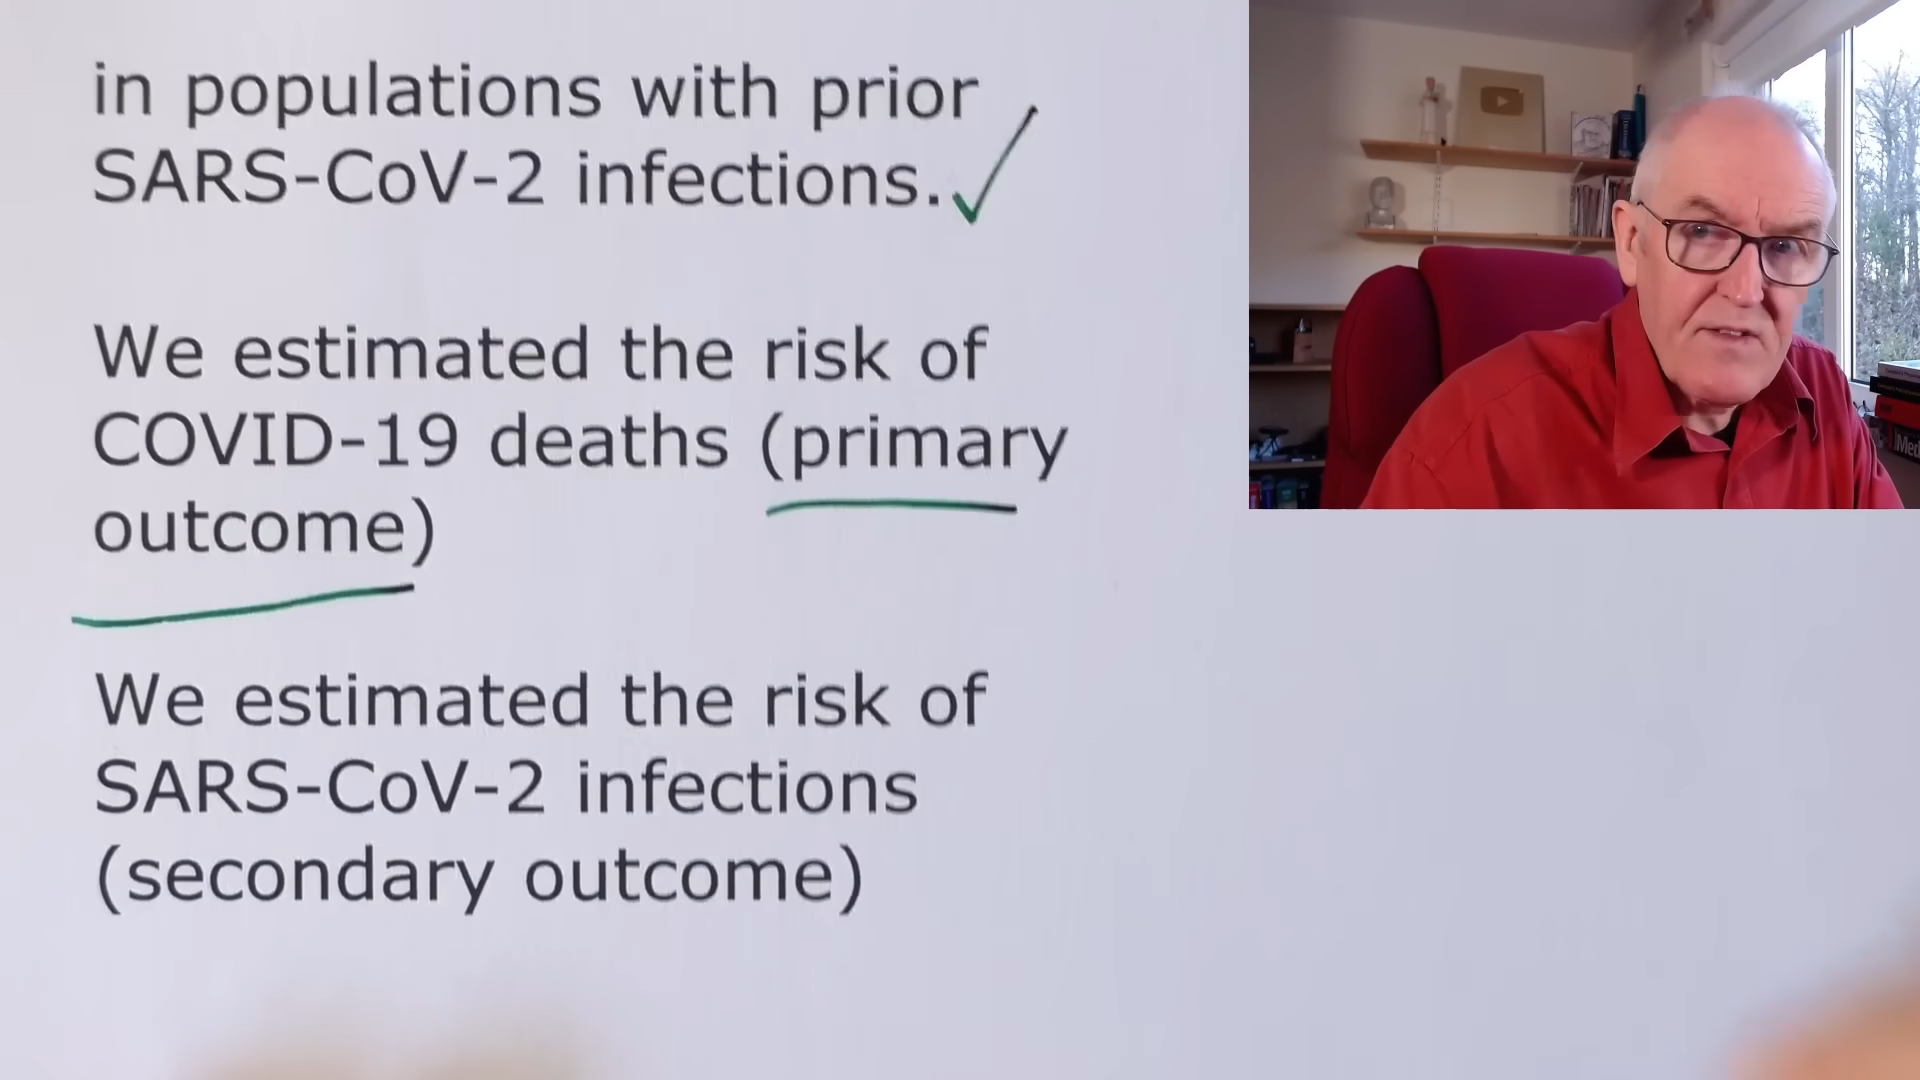 in populations with prior
SARS-CoV-2 infections.
We estimated the risk of
COVID-19 deaths (primary
outcome)
We estimated the risk of
SARS-CoV-2 infections
(secondary outcome)